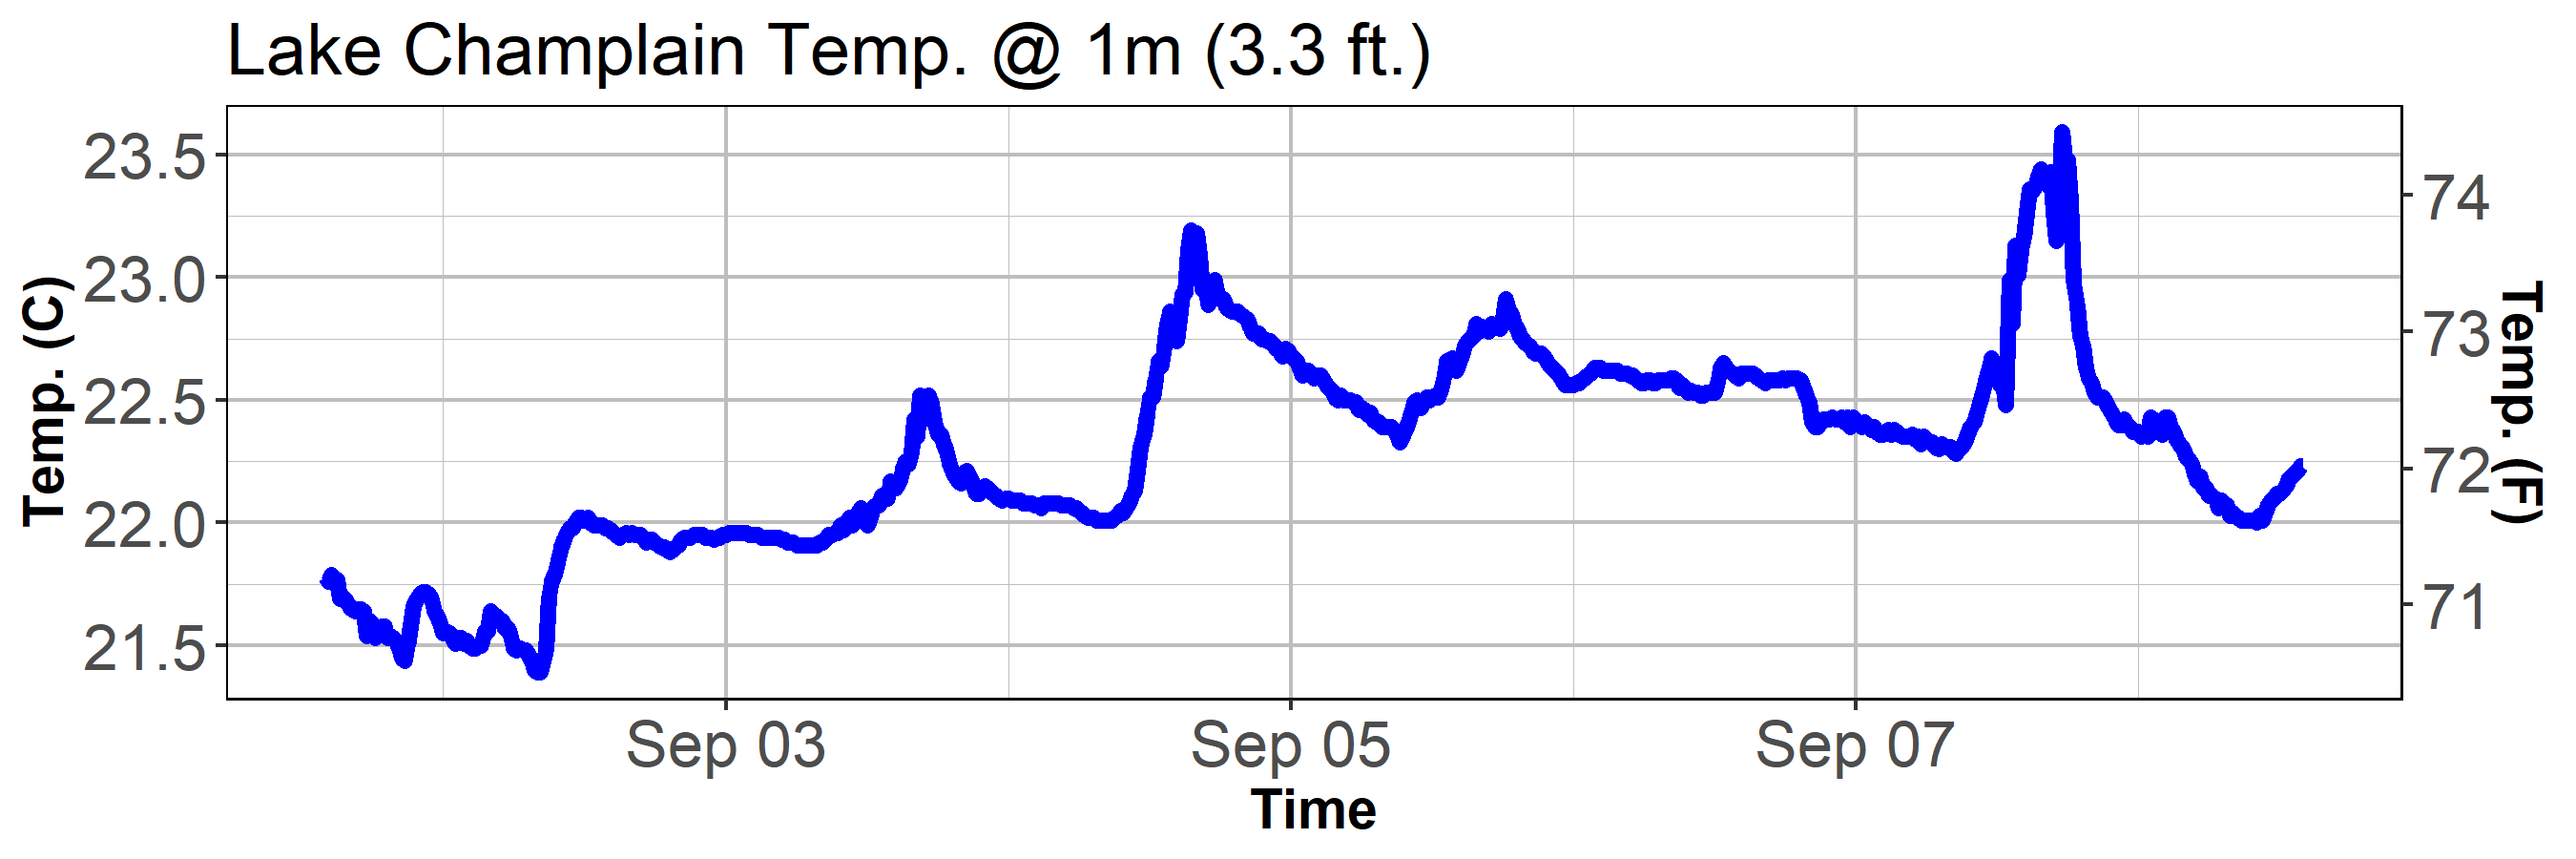 Lake Champlain Temp. @ 1m (3.3 ft.)
23.5
23.0
22.5
22.0
21.5
Temp. (C)
74
73
72
71
Temp. (F)
Sep 03 Sep 05 Sep 07
Time